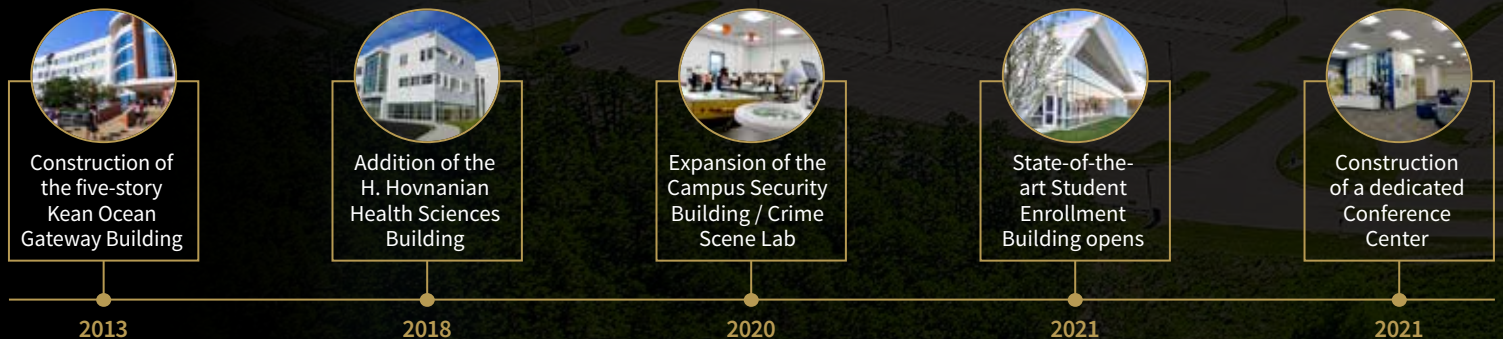 Construction of
the five-story
Kean Ocean
Gateway Building
2013
Addition of the
H. Hovnanian
Health Sciences
Building
2018
Expansion of the
Campus Security
Building / Crime
Scene Lab
2020
State-of-the-
art Student
Enrollment
Building opens
2021
Construction
of a dedicated
Conference
Center
2021